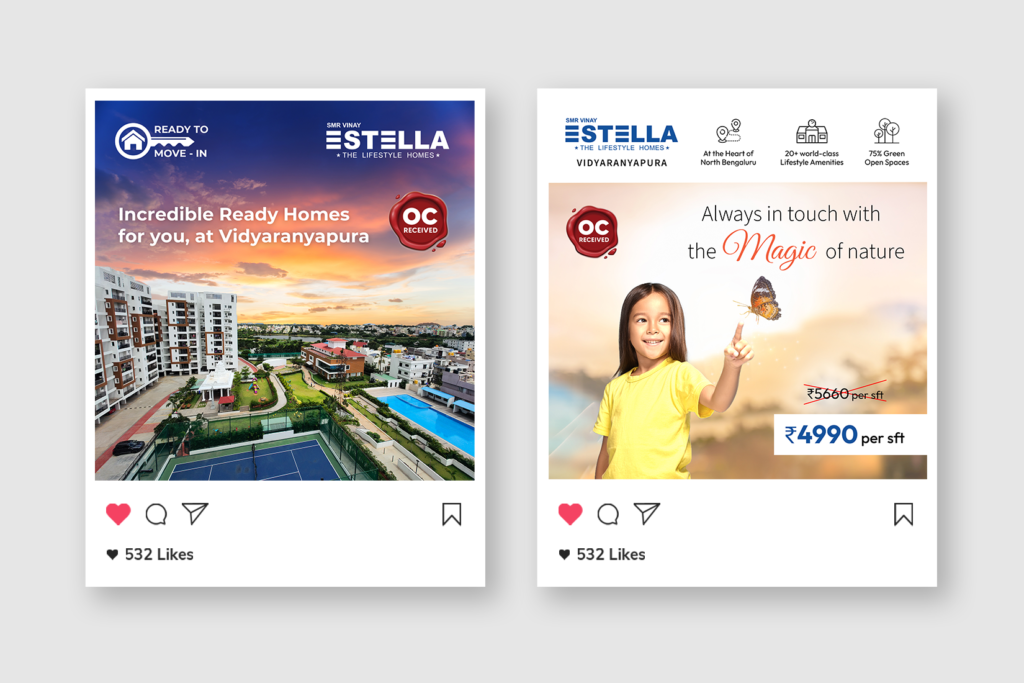 READY TO
MOVE - IN
SMR VINAY
ESTELLA
★ THE LIFESTYLE HOMES ★
Incredible Ready Homes
for you, at Vidyaranyapura
OC
RECEIVED
532 Likes
SMR VINAY
ESTELLA
★ THE LIFESTYLE HOMES ★
VIDYARANYAPURA
At the Heart of
North Bengaluru
20+ world-class
Lifestyle Amenities
75% Green
Open Spaces
OC
RECEIVED
Always in touch with
the Magic of nature
₹5660 per sft
₹4990 per sft
532 Likes